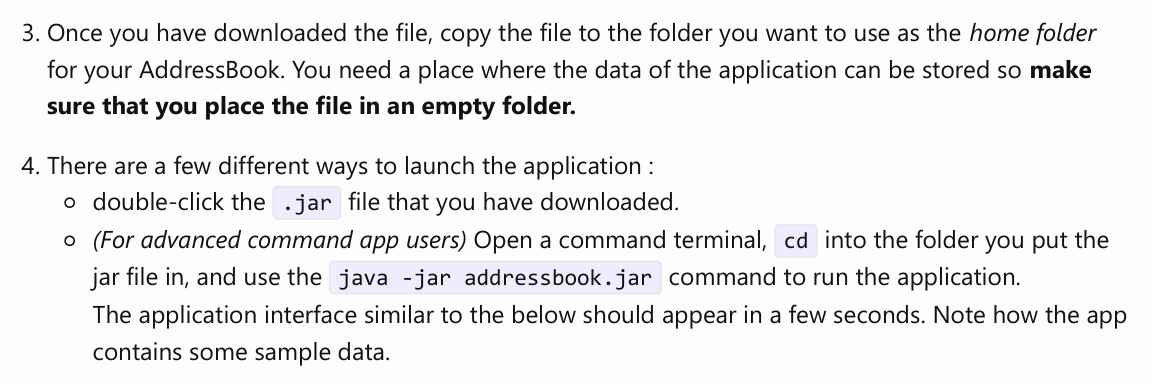 3. Once you have downloaded the file, copy the file to the folder you want to use as the home folder
for your AddressBook. You need a place where the data of the application can be stored so make
sure that you place the file in an empty folder.
4. There are a few different ways to launch the application :
○ double-click the .jar file that you have downloaded.
○ (For advanced command app users) Open a command terminal, cd into the folder you put the
jar file in, and use the java -jar addressbook.jar command to run the application.
The application interface similar to the below should appear in a few seconds. Note how the app
contains some sample data.